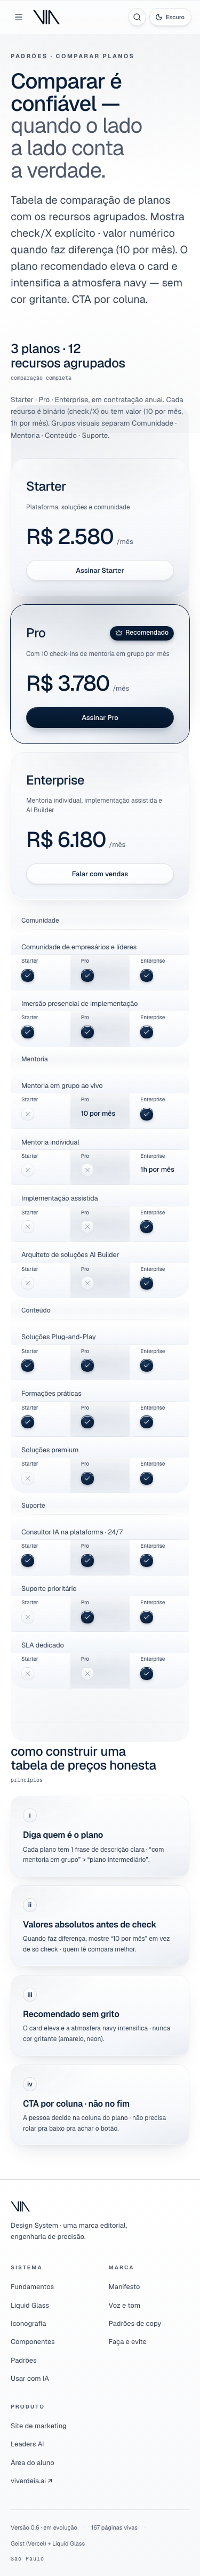 VIA
Escuro
PADRÕES · COMPARAR PLANOS
Comparar é
confiável —
quando o lado
a lado conta
a verdade.
Tabela de comparação de planos
com os recursos agrupados. Mostra
check/X explícito · valor numérico
quando faz diferença (10 por mês). O
plano recomendado eleva o card e
intensifica a atmosfera navy — sem
cor gritante. CTA por coluna.
3 planos · 12
recursos agrupados
comparação completa
Starter · Pro · Enterprise, em contratação anual. Cada
recurso é binário (check/X) ou tem valor (10 por mês,
1h por mês). Grupos visuais separam Comunidade ·
Mentoria · Conteúdo · Suporte.
Starter
Plataforma, soluções e comunidade
R$ 2.580 /mês
Assinar Starter
Pro
Recomendado
Com 10 check-ins de mentoria em grupo por mês
R$ 3.780 /mês
Assinar Pro
Enterprise
Mentoria individual, implementação assistida e
AI Builder
R$ 6.180 /mês
Falar com vendas
Comunidade
Comunidade de empresários e líderes
Starter Pro Enterprise
Imersão presencial de implementação
Starter Pro Enterprise
Mentoria
Mentoria em grupo ao vivo
Starter Pro Enterprise
10 por mês
Mentoria individual
Starter Pro Enterprise
1h por mês
Implementação assistida
Starter Pro Enterprise
Arquiteto de soluções AI Builder
Starter Pro Enterprise
Conteúdo
Soluções Plug-and-Play
Starter Pro Enterprise
Formações práticas
Starter Pro Enterprise
Soluções premium
Starter Pro Enterprise
Suporte
Consultor IA na plataforma · 24/7
Starter Pro Enterprise
Suporte prioritário
Starter Pro Enterprise
SLA dedicado
Starter Pro Enterprise
como construir uma
tabela de preços honesta
princípios
i
Diga quem é o plano
Cada plano tem 1 frase de descrição clara · "com
mentoria em grupo" > "plano intermediário".
ii
Valores absolutos antes de check
Quando faz diferença, mostre "10 por mês" em vez
de só check · quem lê compara melhor.
iii
Recomendado sem grito
O card eleva e a atmosfera navy intensifica · nunca
cor gritante (amarelo, neon).
iv
CTA por coluna · não no fim
A pessoa decide na coluna do plano · não precisa
rolar pra baixo pra achar o botão.
VIA
Design System · uma marca editorial,
engenharia de precisão.
SISTEMA
Fundamentos
Liquid Glass
Iconografia
Componentes
Padrões
Usar com IA
MARCA
Manifesto
Voz e tom
Padrões de copy
Faça e evite
PRODUTO
Site de marketing
Leaders AI
Área do aluno
viverdeia.ai ↗
Versão 0.6 · em evolução 167 páginas vivas
Geist (Vercel) + Liquid Glass
São Paulo